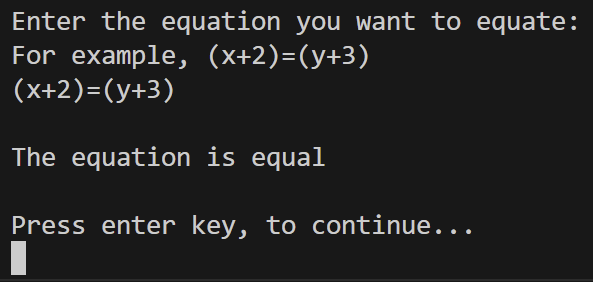 Enter the equation you want to equate:
For example, (x+2)=(y+3)
(x+2)=(y+3)
The equation is equal
Press enter key, to continue...